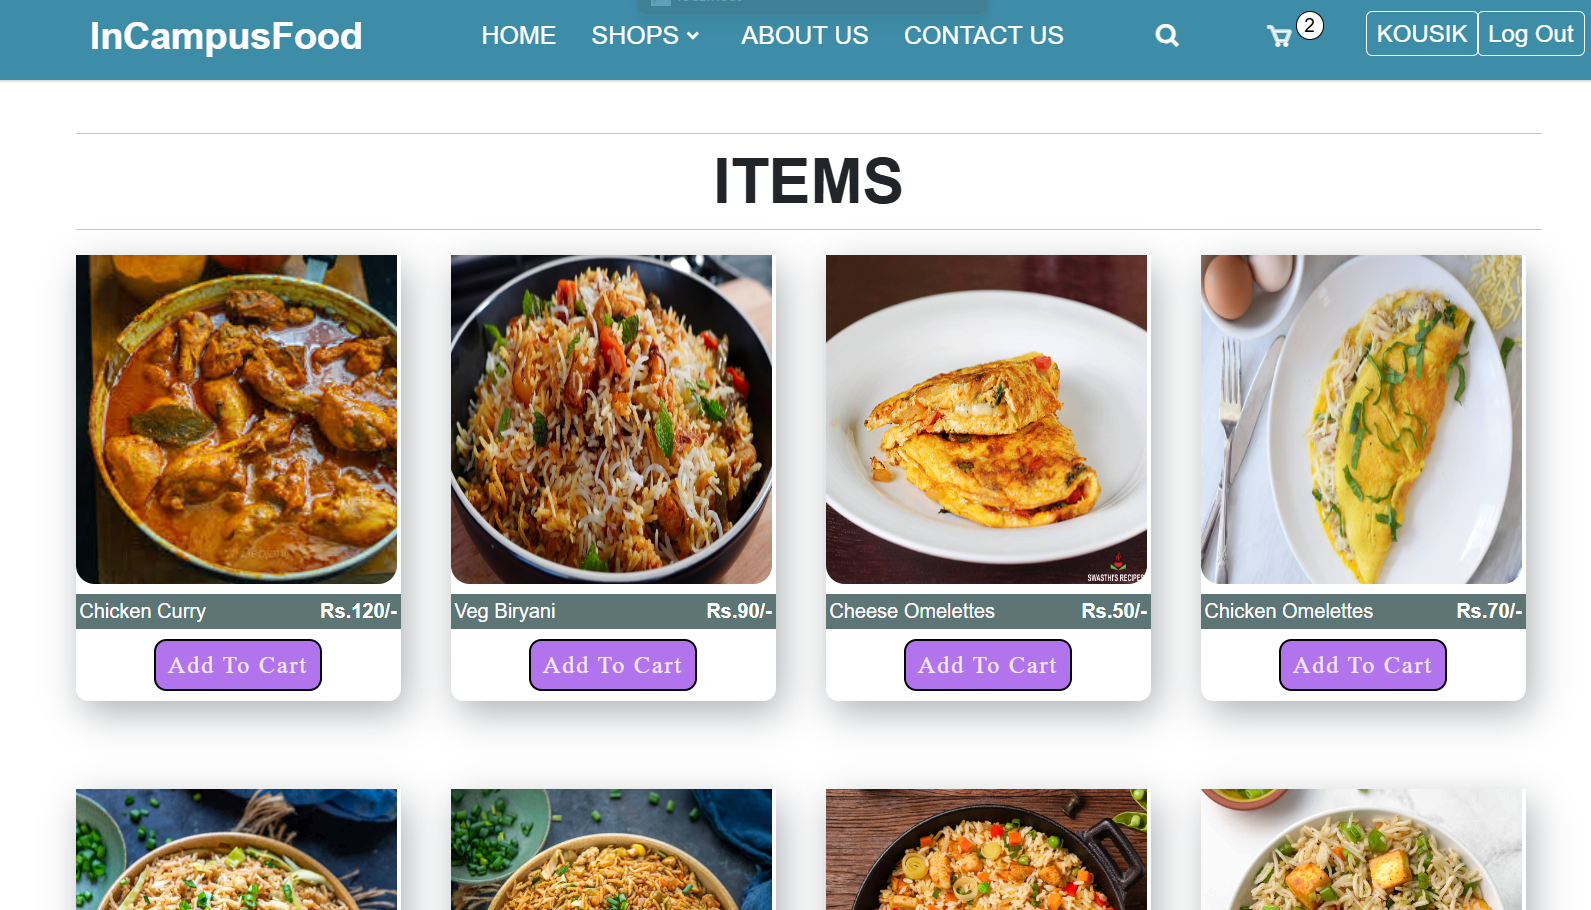 InCampusFood HOME SHOPS ABOUT US CONTACT US 2 KOUSIK Log Out
ITEMS
SWASTHI'S RECIPES
Chicken Curry Rs.120/- Veg Biryani Rs.90/- Cheese Omelettes Rs.50/- Chicken Omelettes Rs.70/-
Add To Cart Add To Cart Add To Cart Add To Cart